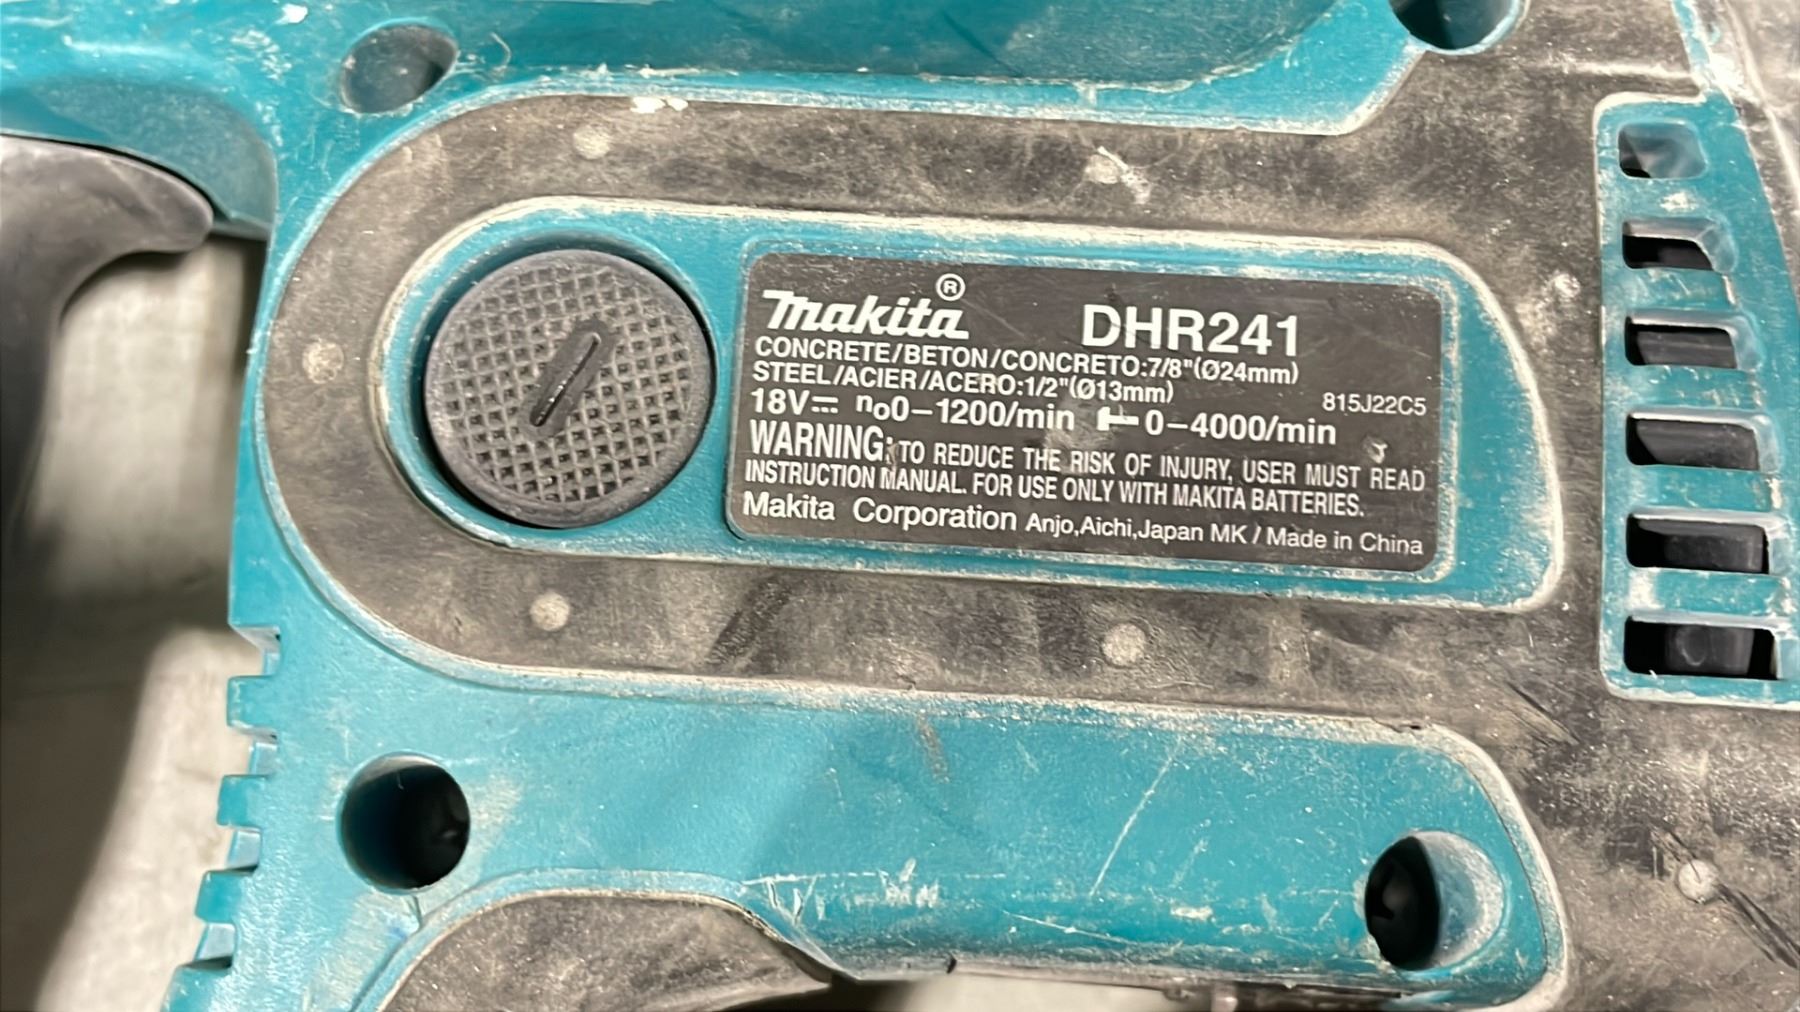 makita® DHR241
CONCRETE/BETON/CONCRETO:7/8"(Ø24mm)
STEEL/ACIER/ACERO:1/2"(Ø13mm)
815J22C5
18V⎓ n₀0–1200/min 0–4000/min
WARNING: TO REDUCE THE RISK OF INJURY, USER MUST READ
INSTRUCTION MANUAL. FOR USE ONLY WITH MAKITA BATTERIES.
Makita Corporation Anjo,Aichi,Japan MK / Made in China